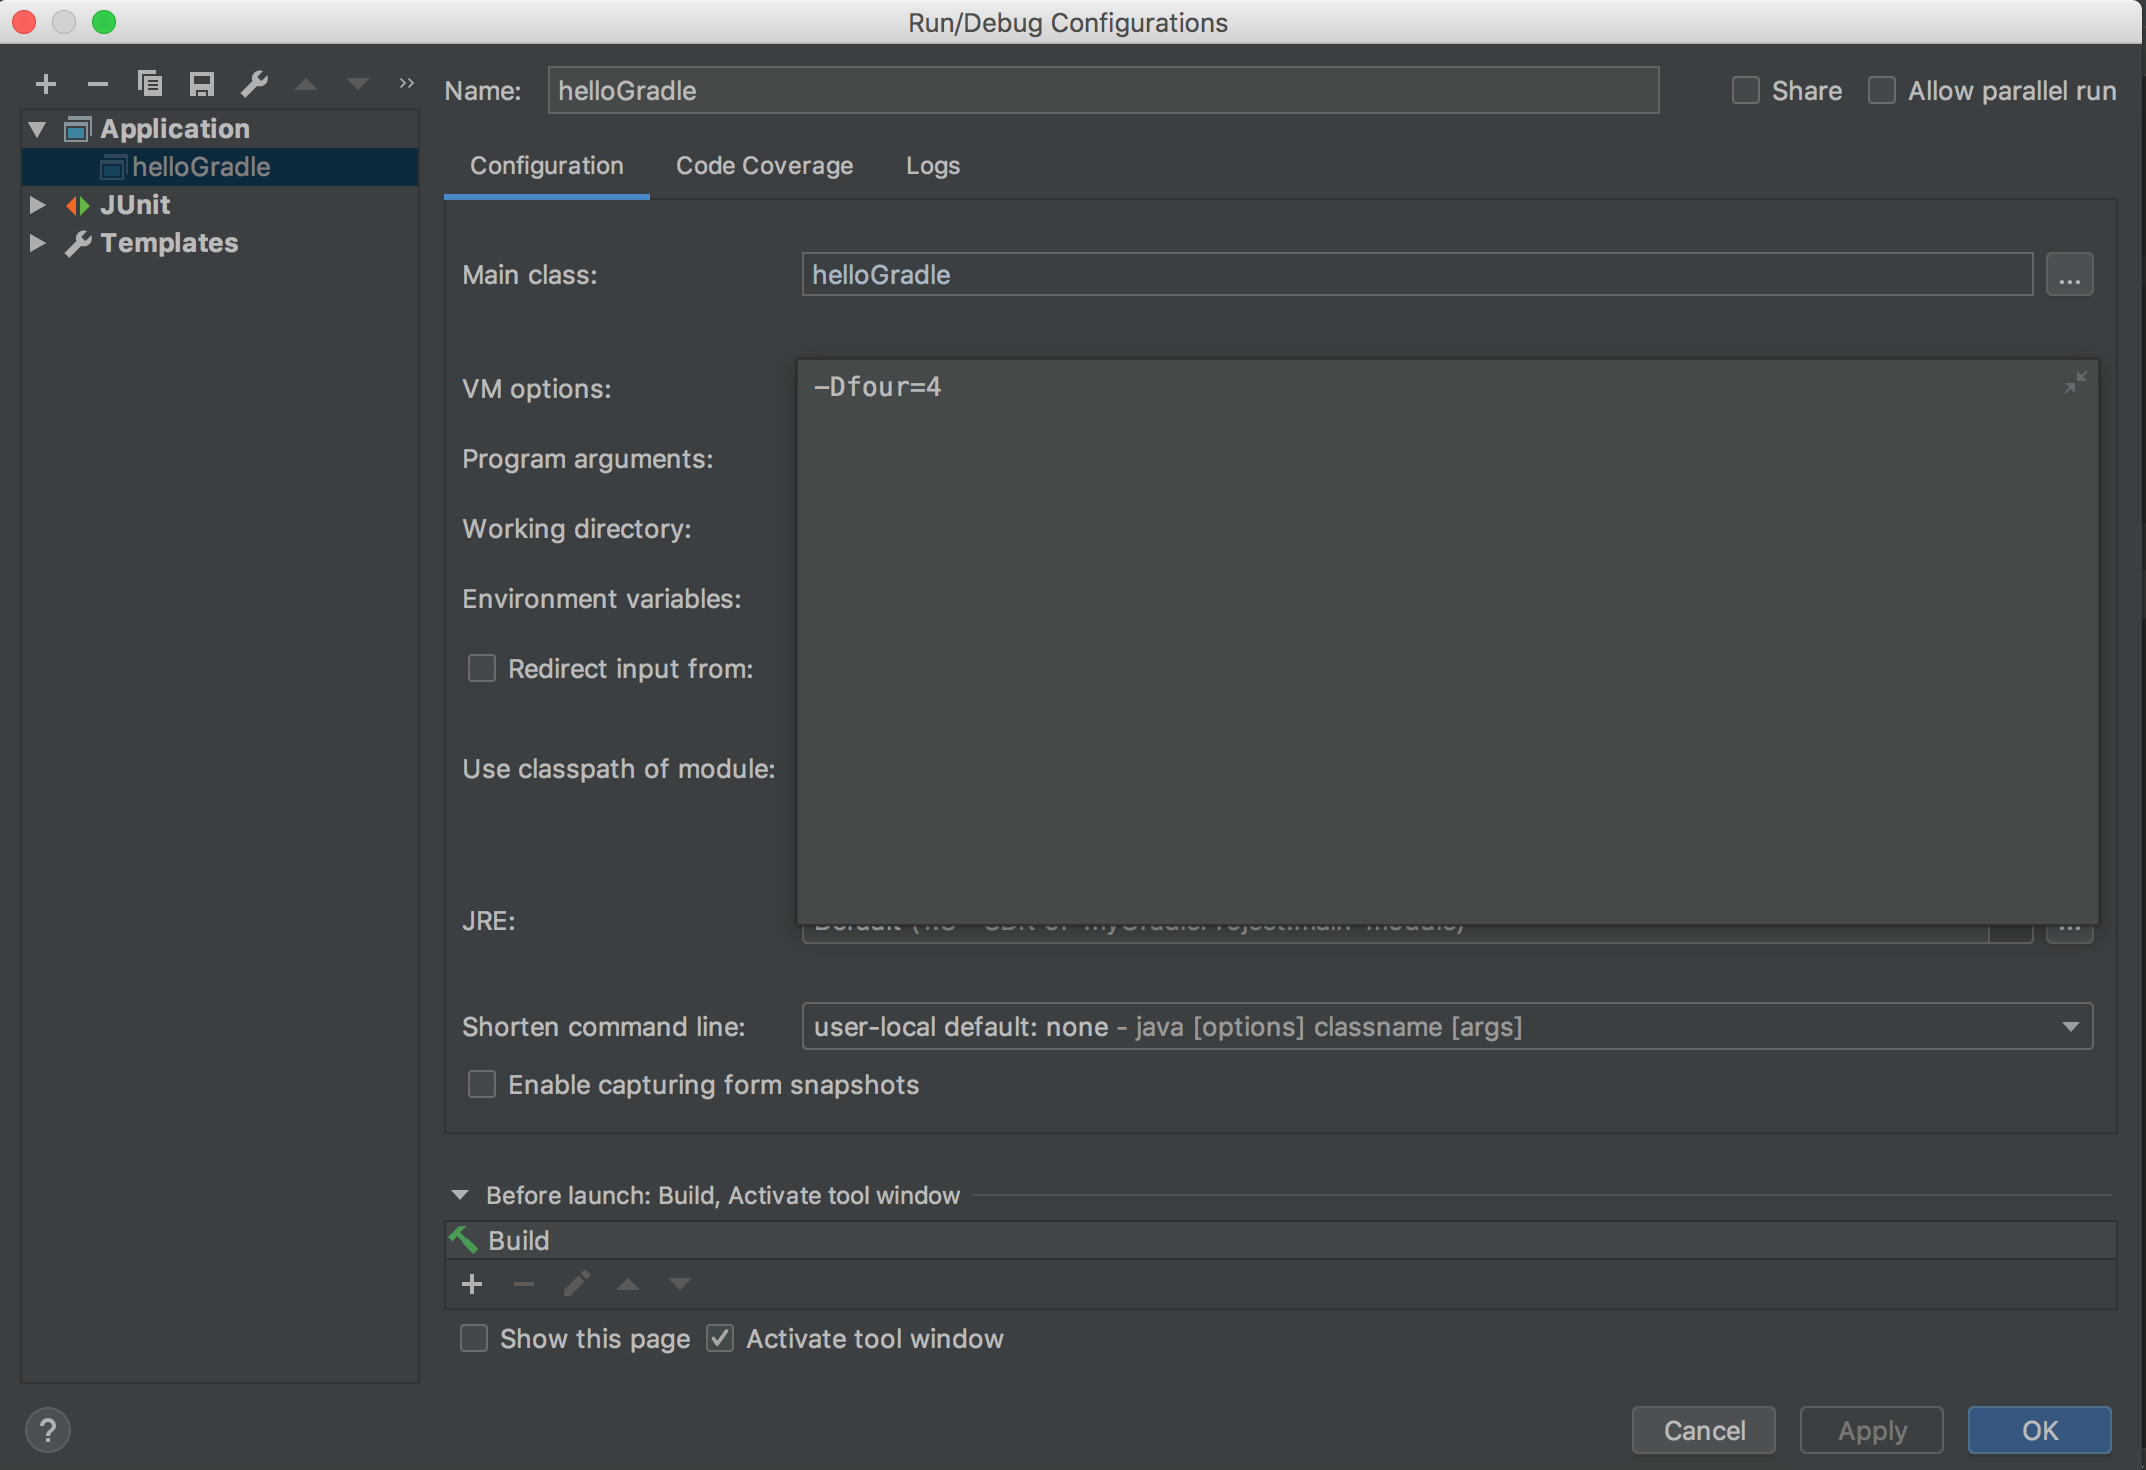 Run/Debug Configurations
Name: helloGradle Share Allow parallel run
Application
helloGradle
JUnit
Templates
Configuration Code Coverage Logs
Main class: helloGradle ...
VM options: -Dfour=4
Program arguments:
Working directory:
Environment variables:
Redirect input from:
Use classpath of module:
JRE:
Shorten command line: user-local default: none - java [options] classname [args]
Enable capturing form snapshots
Before launch: Build, Activate tool window
Build
Show this page Activate tool window
? Cancel Apply OK